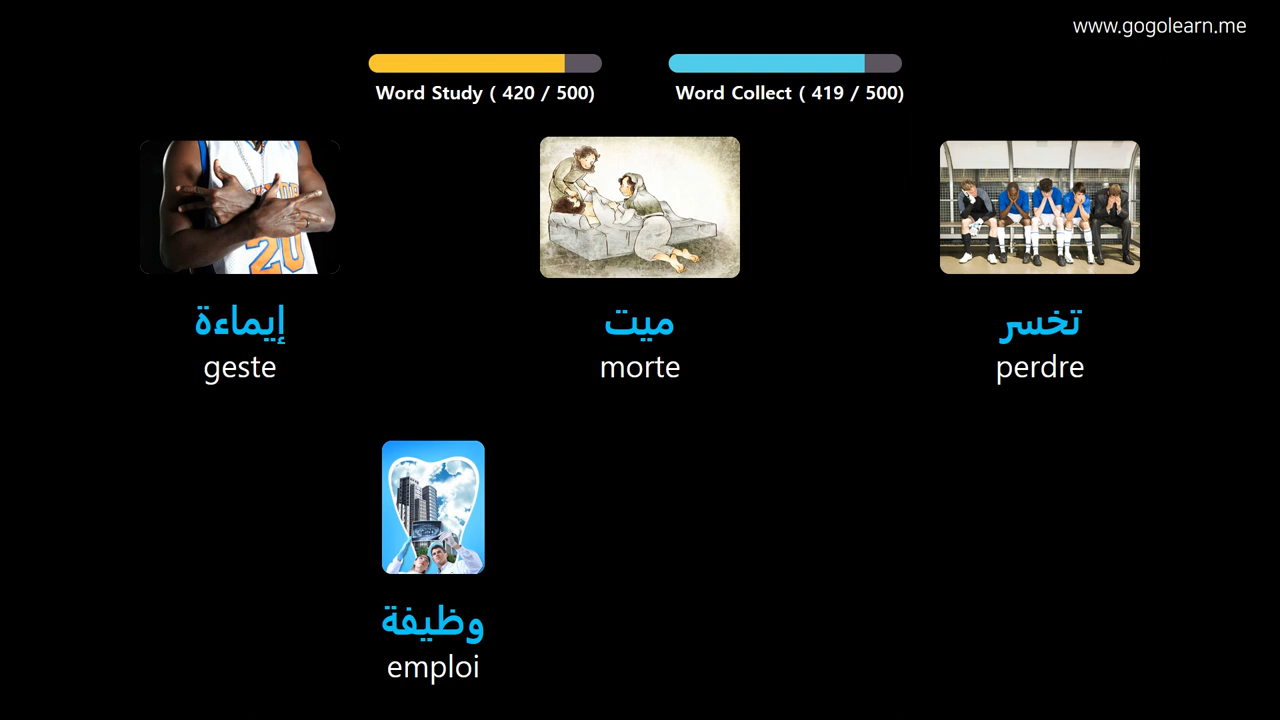 www.gogolearn.me
Word Study ( 420 / 500)
Word Collect ( 419 / 500)
20
إيماءة
geste
ميت
morte
تخسر
perdre
وظيفة
emploi